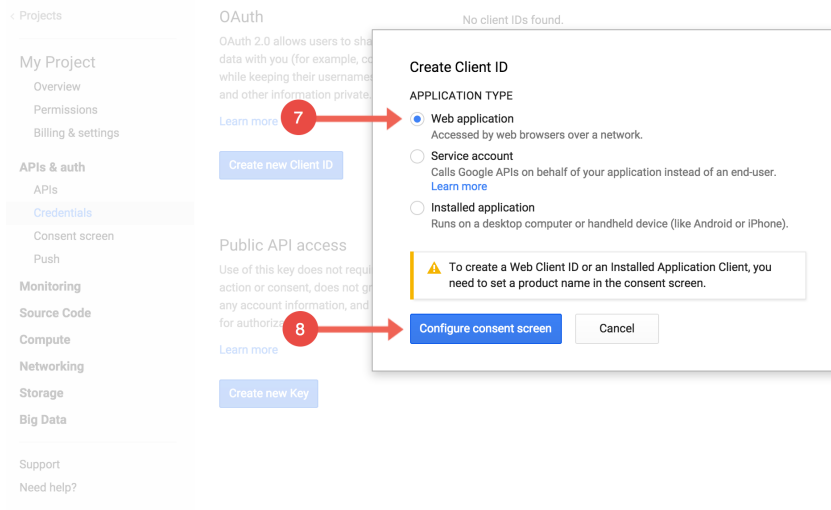 < Projects
My Project
Overview
Permissions
Billing & settings
APIs & auth
APIs
Credentials
Consent screen
Push
Monitoring
Source Code
Compute
Networking
Storage
Big Data
Support
Need help?
OAuth
OAuth 2.0 allows users to sha
data with you (for example, co
while keeping their usernames
and other information private.
Learn more
7
Create new Client ID
Public API access
Use of this key does not requi
action or consent, does not gr
any account information, and
for authoriza
8
Learn more
Create new Key
No client IDs found.
Create Client ID
APPLICATION TYPE
Web application
Accessed by web browsers over a network.
Service account
Calls Google APIs on behalf of your application instead of an end-user.
Learn more
Installed application
Runs on a desktop computer or handheld device (like Android or iPhone).
To create a Web Client ID or an Installed Application Client, you
need to set a product name in the consent screen.
Configure consent screen
Cancel